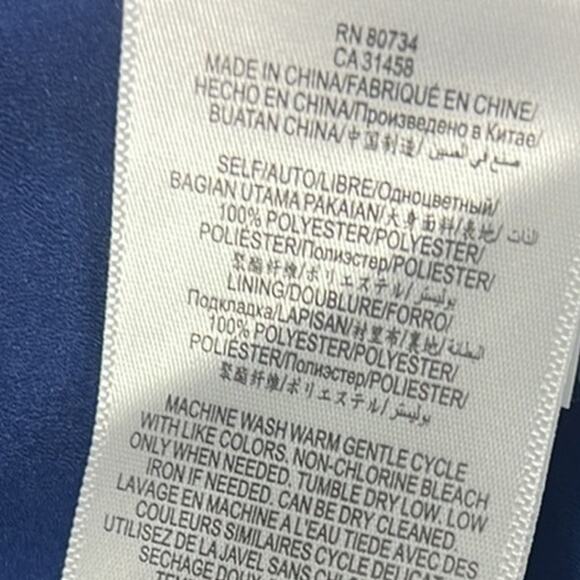 RN 80734
CA 31458
MADE IN CHINA/FABRIQUÉ EN CHINE/
HECHO EN CHINA/Произведено в Китае/
BUATAN CHINA/中国制造/ صنع في الصين
SELF/AUTO/LIBRE/Одноцветный/
BAGIAN UTAMA PAKAIAN/大身面料/表地/ الذات
100% POLYESTER/POLYESTER/
POLIÉSTER/Полиэстер/POLIESTER/
聚酯纤维/ポリエステル/ بوليستر
LINING/DOUBLURE/FORRO/
Подкладка/LAPISAN/衬里布/裏地/ البطانة
100% POLYESTER/POLYESTER/
POLIÉSTER/Полиэстер/POLIESTER/
聚酯纤维/ポリエステル/ بوليستر
MACHINE WASH WARM GENTLE CYCLE
WITH LIKE COLORS, NON-CHLORINE BLEACH
ONLY WHEN NEEDED, TUMBLE DRY LOW, LOW
IRON IF NEEDED, CAN BE DRY CLEANED
LAVAGE EN MACHINE A L'EAU TIEDE AVEC DES
COULEURS SIMILAIRES CYCLE
UTILISEZ DE LA JAVEL SANS
SECHAGE